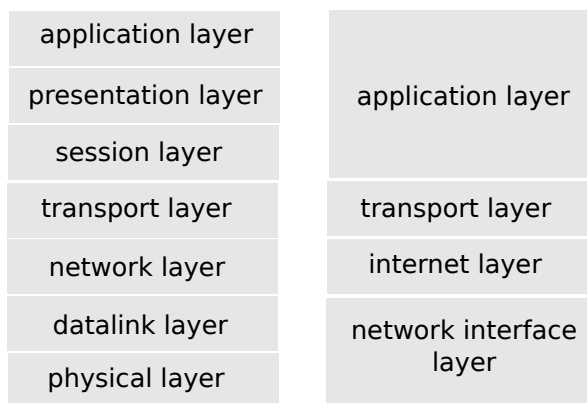 application layer
presentation layer
session layer
transport layer
network layer
datalink layer
physical layer
application layer
transport layer
internet layer
network interface
layer